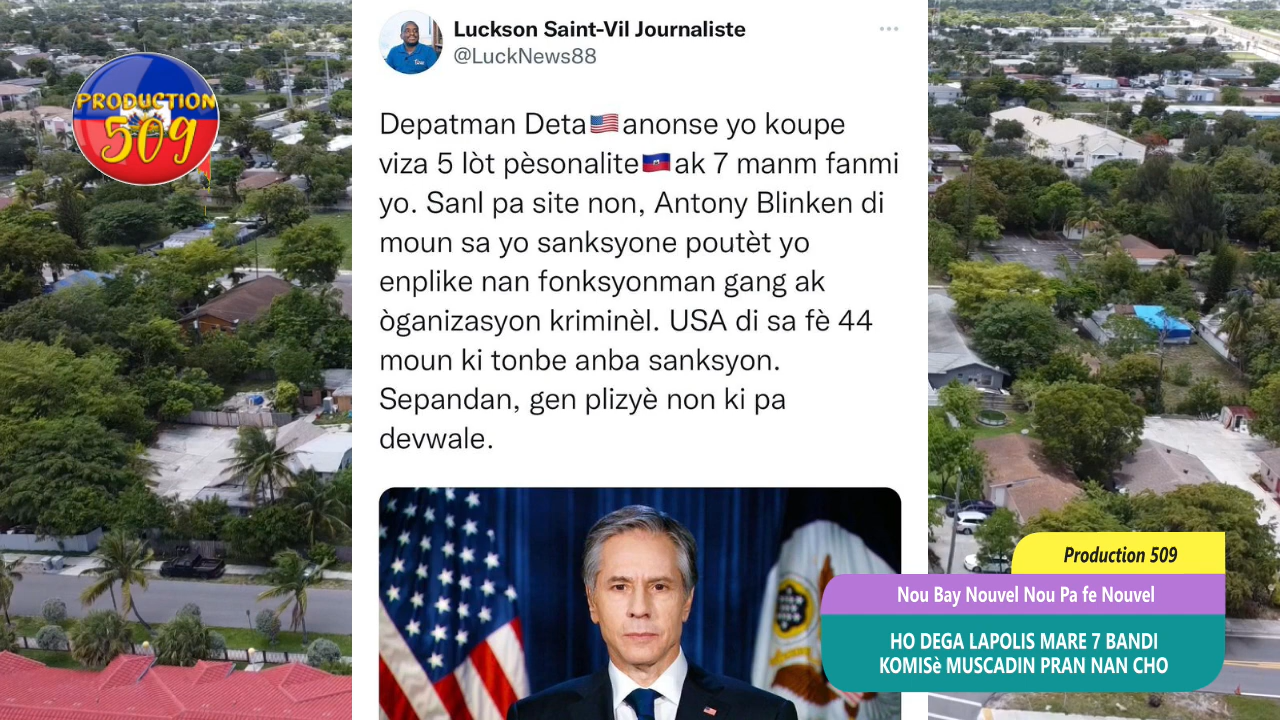 PRODUCTION
509
Luckson Saint-Vil Journaliste
@LuckNews88
Depatman Deta🇺🇸anonse yo koupe
viza 5 lòt pèsonalite🇭🇹ak 7 manm fanmi
yo. Sanl pa site non, Antony Blinken di
moun sa yo sanksyone poutèt yo
enplike nan fonksyonman gang ak
òganizasyon kriminèl. USA di sa fè 44
moun ki tonbe anba sanksyon.
Sepandan, gen plizyè non ki pa
devwale.
Production 509
Nou Bay Nouvel Nou Pa fe Nouvel
HO DEGA LAPOLIS MARE 7 BANDI
KOMISè MUSCADIN PRAN NAN CHO